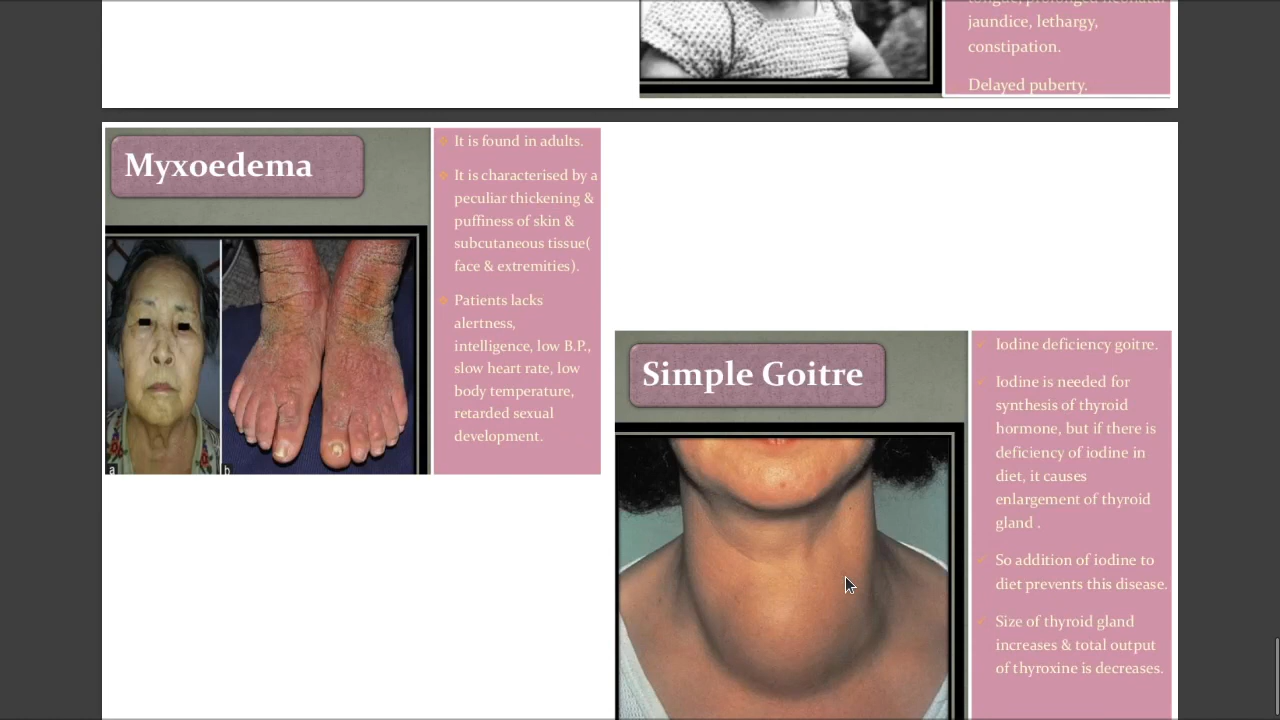 tongue, prolonged neonatal
jaundice, lethargy,
constipation.
Delayed puberty.
Myxoedema
It is found in adults.
It is characterised by a
peculiar thickening &
puffiness of skin &
subcutaneous tissue(
face & extremities).
Patients lacks
alertness,
intelligence, low B.P.,
slow heart rate, low
body temperature,
retarded sexual
development.
a
b
Simple Goitre
Iodine deficiency goitre.
Iodine is needed for
synthesis of thyroid
hormone, but if there is
deficiency of iodine in
diet, it causes
enlargement of thyroid
gland .
So addition of iodine to
diet prevents this disease.
Size of thyroid gland
increases & total output
of thyroxine is decreases.